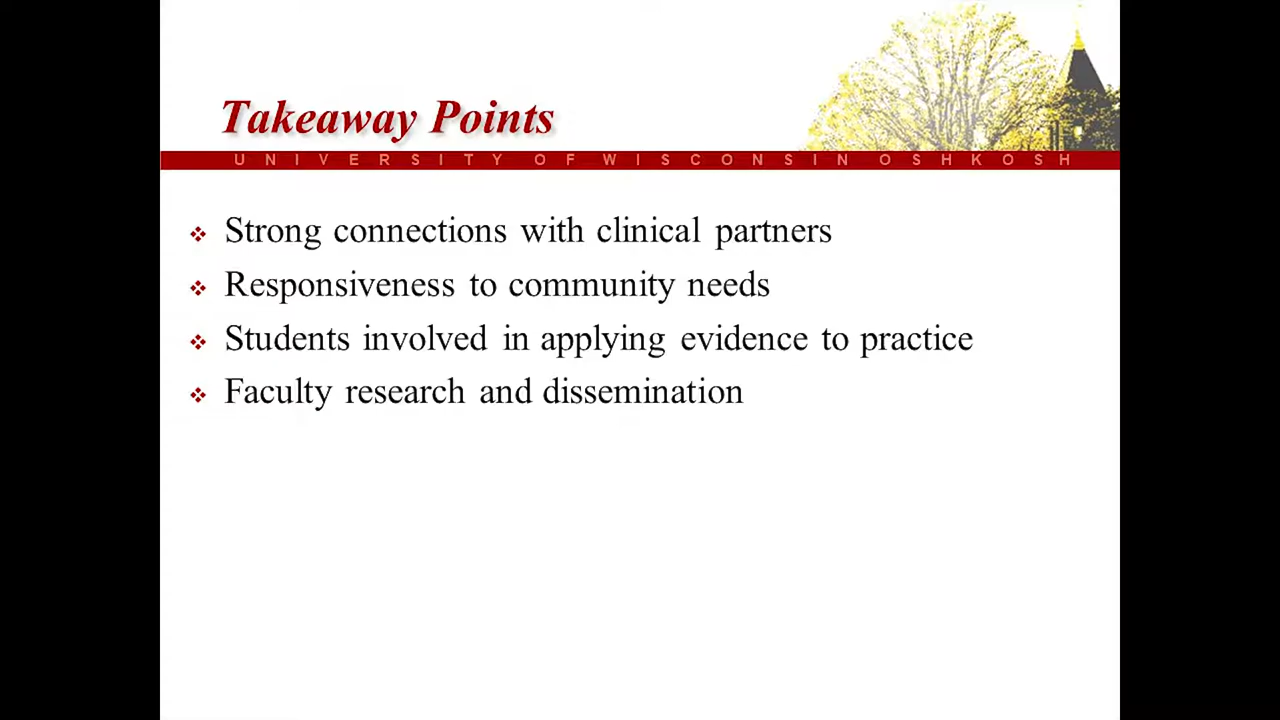 Takeaway Points
UNIVERSITY OF WISCONSIN OSHKOSH
Strong connections with clinical partners
Responsiveness to community needs
Students involved in applying evidence to practice
Faculty research and dissemination